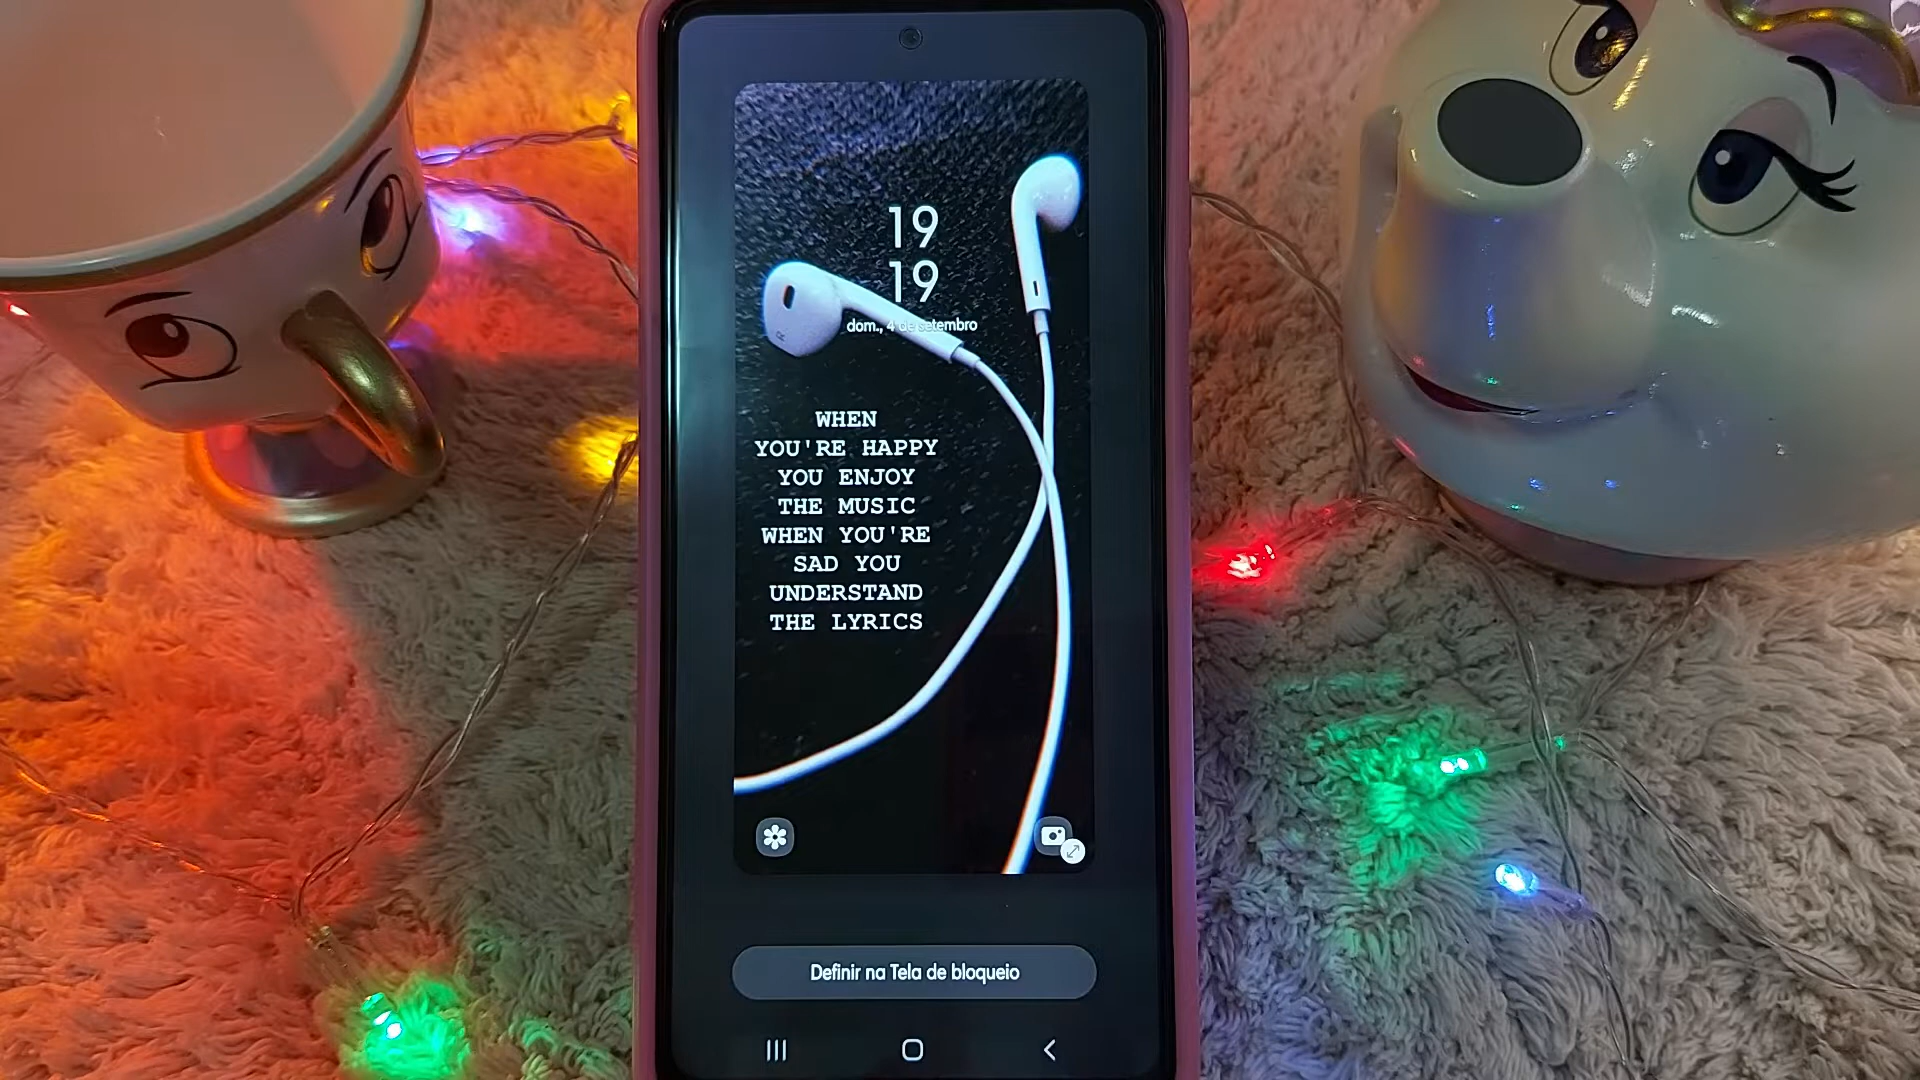 19
19
dom., 4 de setembro
WHEN
YOU'RE HAPPY
YOU ENJOY
THE MUSIC
WHEN YOU'RE
SAD YOU
UNDERSTAND
THE LYRICS
Definir na Tela de bloqueio